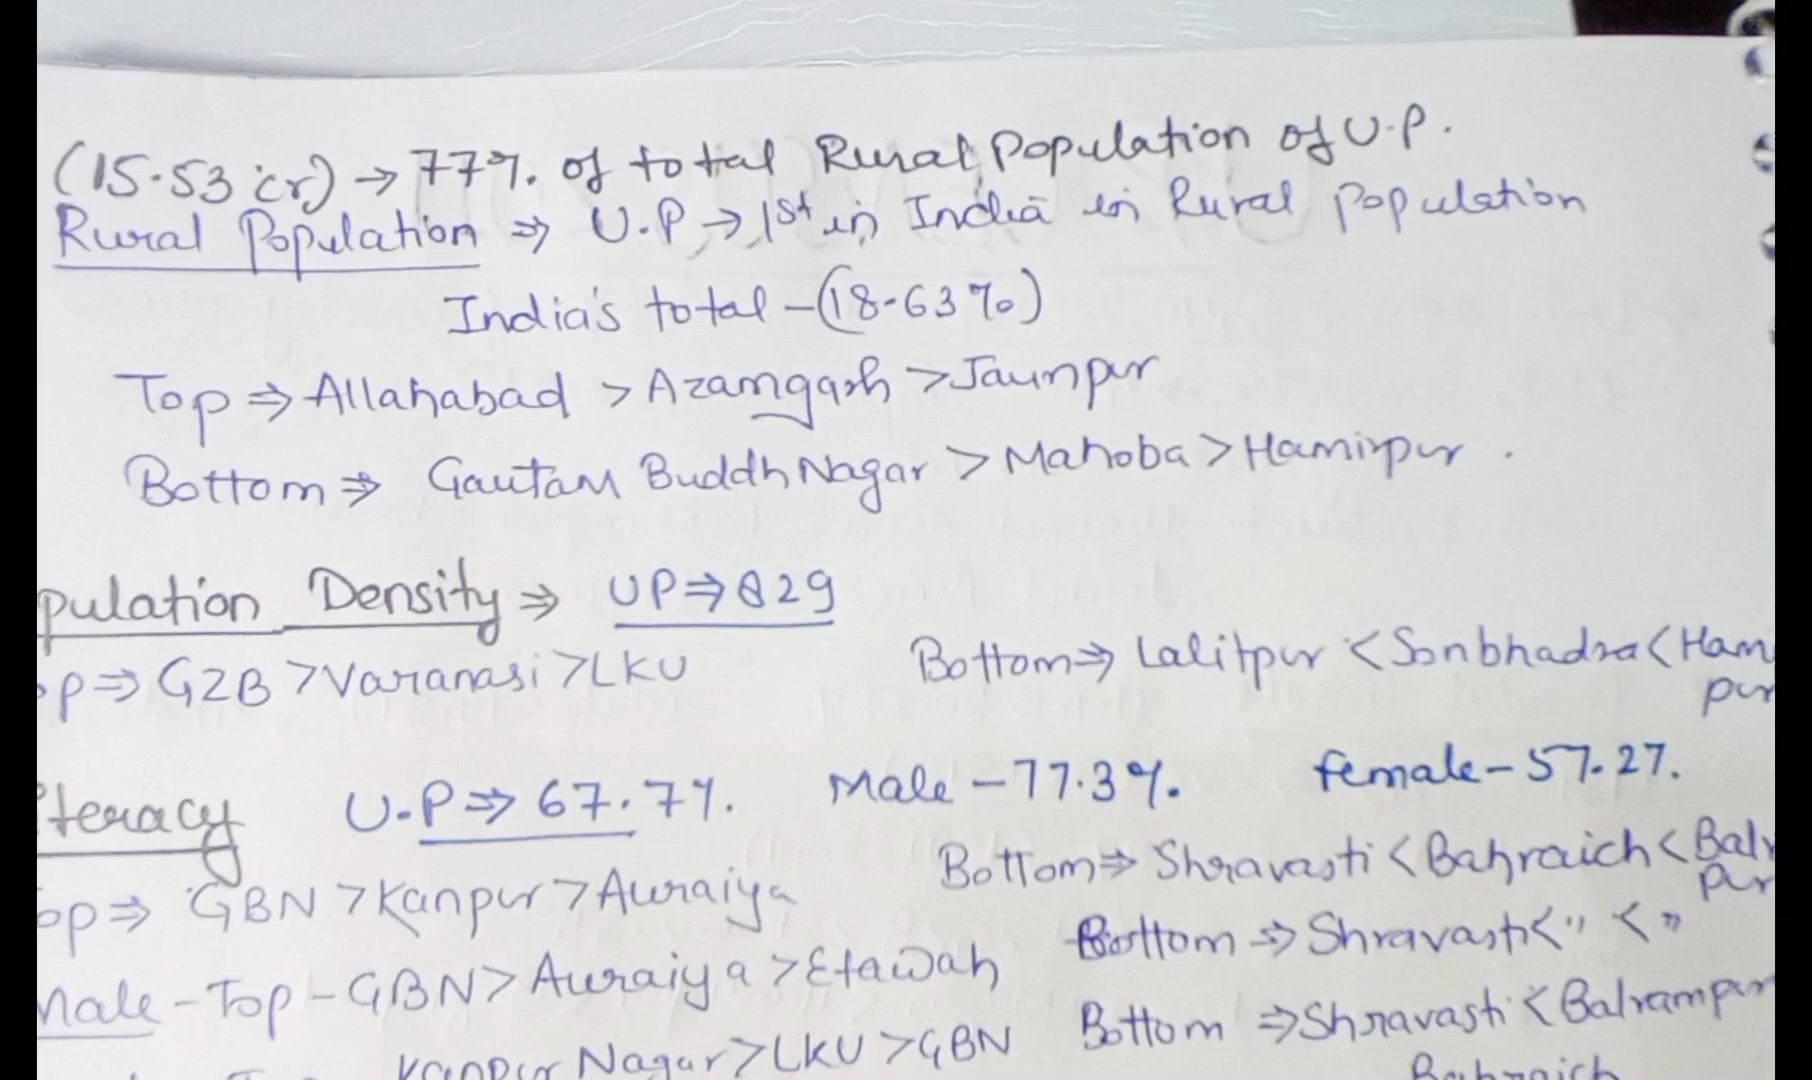 (15.53 cr) → 77%. of total Rural Population of U.P.
Rural Population ⇒ U.P → 1st in India in Rural Population
India's total - (18.63%)
Top ⇒ Allahabad > Azamgarh > Jaunpur
Bottom ⇒ Gautam Buddh Nagar > Mahoba > Hamirpur .
pulation Density ⇒ UP ⇒ 829
op ⇒ GZB > Varanasi > LKU
Bottom ⇒ Lalitpur < Sonbhadra < Ham
pur
teracy U.P ⇒ 67.7%. Male - 77.3%. female - 57.2%.
op ⇒ GBN > Kanpur > Auraiya
Bottom ⇒ Shravasti < Bahraich < Balr
pur
Male - Top - GBN > Auraiya > Etawah
Bottom ⇒ Shravasti < " < "
Kanpur Nagar > LKU > GBN
Bottom ⇒ Shravasti < Balrampur
Bahraich